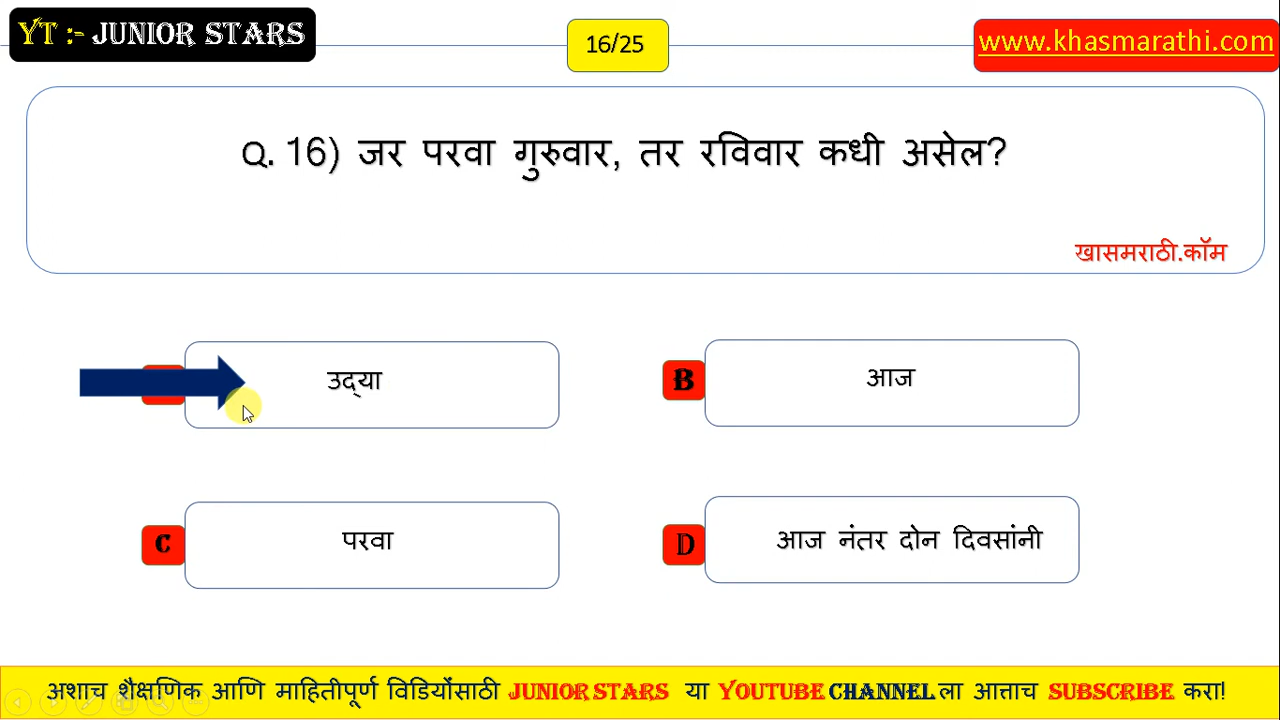 YT :- JUNIOR STARS
16/25
www.khasmarathi.com
Q. 16) जर परवा गुरुवार, तर रविवार कधी असेल?
खासमराठी.कॉम
उद्या
B आज
C परवा
D आज नंतर दोन दिवसांनी
अशाच शैक्षणिक आणि माहितीपूर्ण विडियोंसाठी JUNIOR STARS या YOUTUBE CHANNEL ला आत्ताच SUBSCRIBE करा!